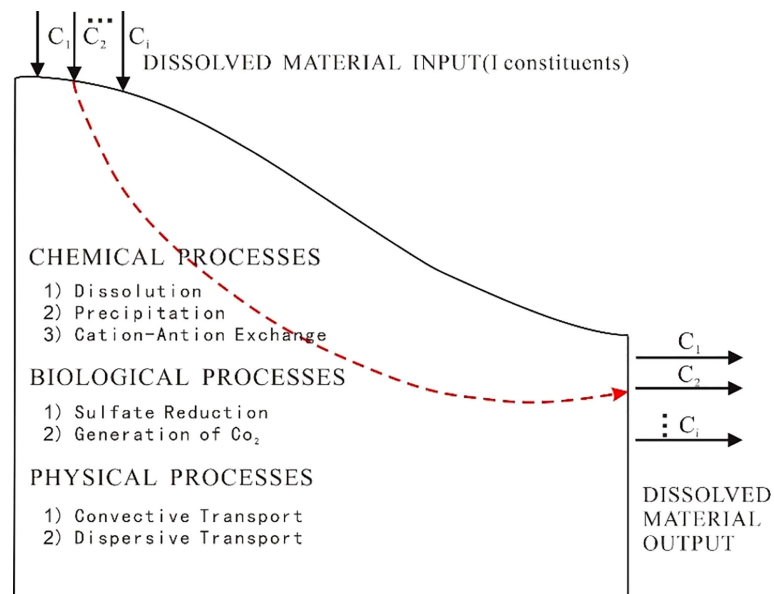 C1 C2 ... Ci
DISSOLVED MATERIAL INPUT(I constituents)
CHEMICAL PROCESSES
1) Dissolution
2) Precipitation
3) Cation-Antion Exchange
BIOLOGICAL PROCESSES
1) Sulfate Reduction
2) Generation of Co₂
PHYSICAL PROCESSES
1) Convective Transport
2) Dispersive Transport
C1
C2
⋮ Ci
DISSOLVED
MATERIAL
OUTPUT